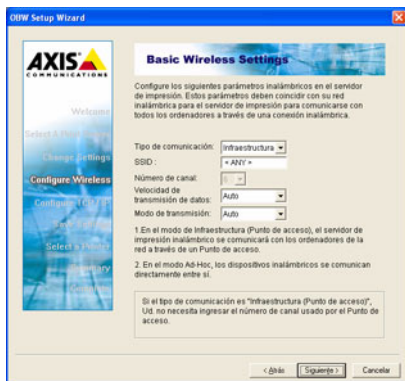 OBW Setup Wizard
AXIS
COMMUNICATIONS
Welcome
Change Settings
Configure Wireless
Select a Printer
Basic Wireless Settings
Configure los siguientes parámetros inalámbricos en el servidor
de impresión. Estos parámetros deben coincidir con su red
inalámbrica para el servidor de impresión para comunicarse con
todos los ordenadores a través de una conexión inalámbrica.
Tipo de comunicación: Infraestructura
SSID : < ANY >
Número de canal: 6
Velocidad de
transmisión de datos: Auto
Modo de transmisión: Auto
1.En el modo de Infraestructura (Punto de acceso), el servidor de
impresión inalámbrico se comunicará con los ordenadores de la
red a través de un Punto de acceso.
2. En el modo Ad-Hoc, los dispositivos inalámbricos se comunican
directamente entre sí.
Si el tipo de comunicación es "Infraestructura (Punto de acceso)",
Ud. no necesita ingresar el número de canal usado por el Punto de
acceso.
< Atrás Siguiente > Cancelar